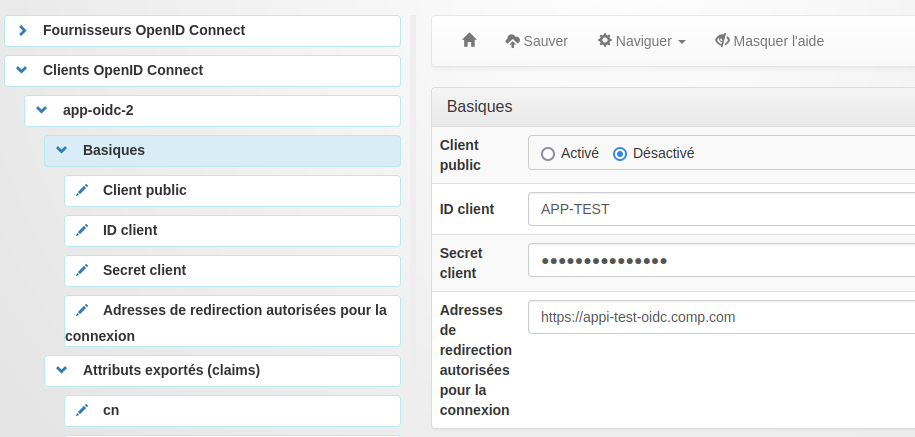 Fournisseurs OpenID Connect
Clients OpenID Connect
app-oidc-2
Basiques
Client public
ID client
Secret client
Adresses de redirection autorisées pour la
connexion
Attributs exportés (claims)
cn
Sauver Naviguer Masquer l'aide
Basiques
Client
public
Activé Désactivé
ID client
APP-TEST
Secret
client
●●●●●●●●●●●●●●●
Adresses
de
redirection
autorisées
pour la
connexion
https://appi-test-oidc.comp.com